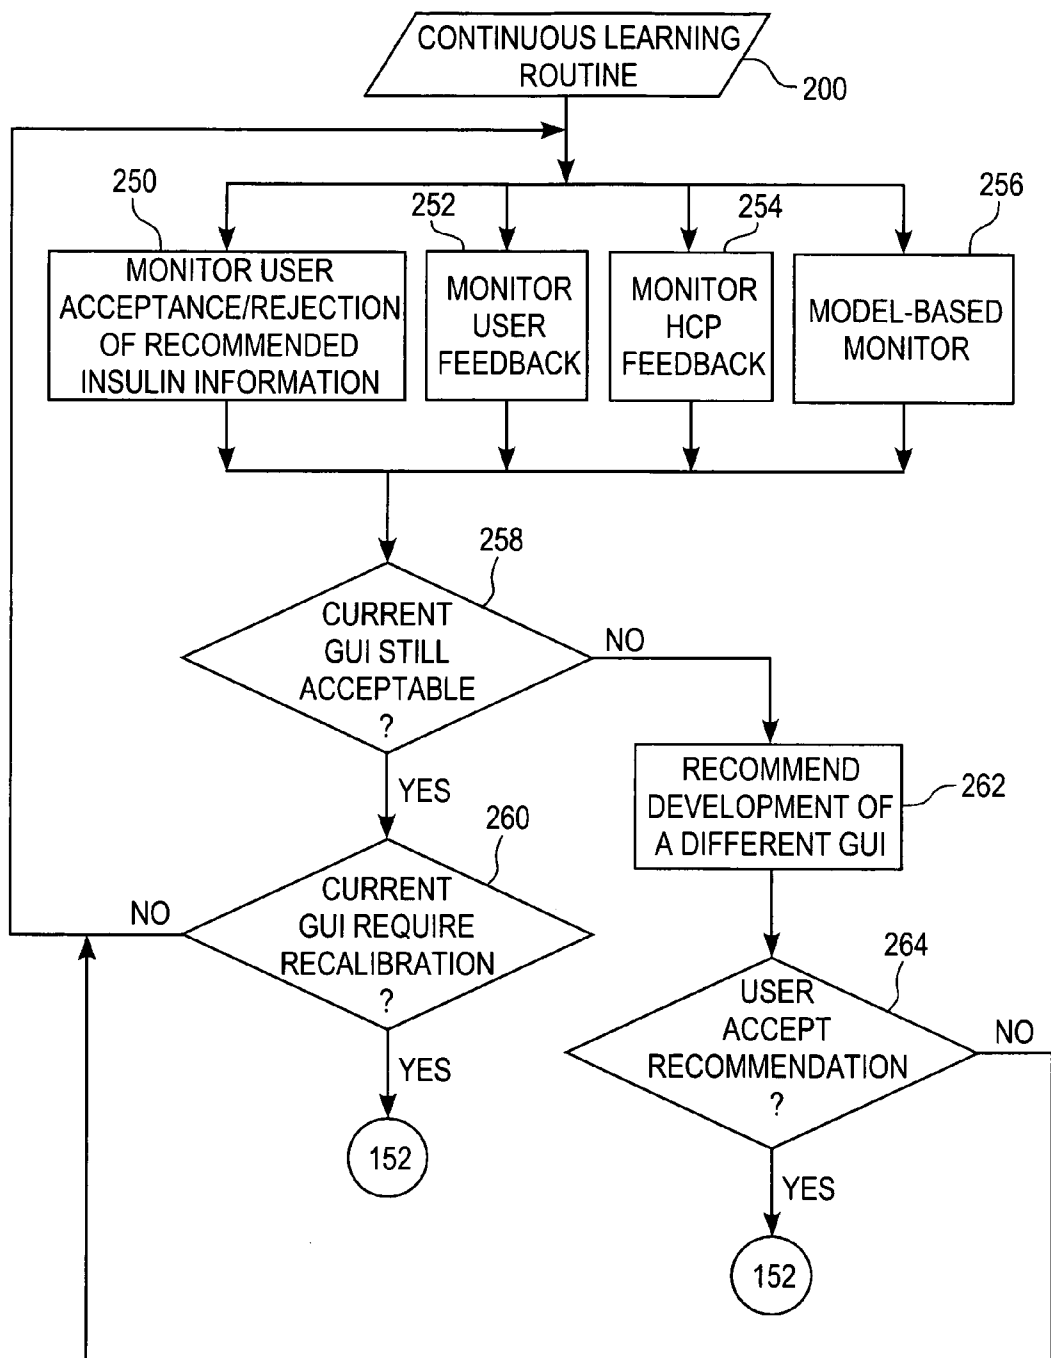 CONTINUOUS LEARNING
ROUTINE
200
250
252
254
256
MONITOR USER
ACCEPTANCE/REJECTION
OF RECOMMENDED
INSULIN INFORMATION
MONITOR
USER
FEEDBACK
MONITOR
HCP
FEEDBACK
MODEL-BASED
MONITOR
258
CURRENT
GUI STILL
ACCEPTABLE
?
NO
YES
RECOMMEND
DEVELOPMENT OF
A DIFFERENT GUI
262
260
CURRENT
GUI REQUIRE
RECALIBRATION
?
NO
YES
152
264
USER
ACCEPT
RECOMMENDATION
?
NO
YES
152